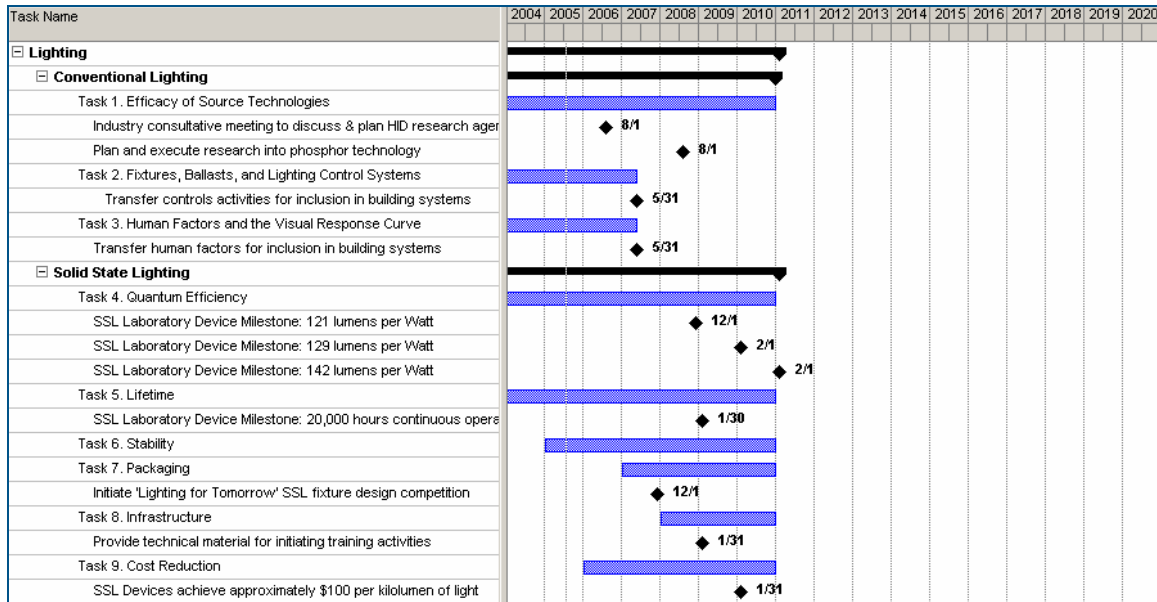 Task Name 2004 2005 2006 2007 2008 2009 2010 2011 2012 2013 2014 2015 2016 2017 2018 2019 2020
Lighting
Conventional Lighting
Task 1. Efficacy of Source Technologies
Industry consultative meeting to discuss & plan HID research 8/1
Plan and execute research into phosphor technology 8/1
Task 2. Fixtures, Ballasts, and Lighting Control Systems
Transfer controls activities for inclusion in building systems 5/31
Task 3. Human Factors and the Visual Response Curve
Transfer human factors for inclusion in building systems 5/31
Solid State Lighting
Task 4. Quantum Efficiency
SSL Laboratory Device Milestone: 121 lumens per Watt 12/1
SSL Laboratory Device Milestone: 129 lumens per Watt 2/1
SSL Laboratory Device Milestone: 142 lumens per Watt 2/1
Task 5. Lifetime
SSL Laboratory Device Milestone: 20,000 hours continuous opera 1/30
Task 6. Stability
Task 7. Packaging
Initiate 'Lighting for Tomorrow' SSL fixture design competition 12/1
Task 8. Infrastructure
Provide technical material for initiating training activities 1/31
Task 9. Cost Reduction
SSL Devices achieve approximately $100 per kilolumen of light 1/31